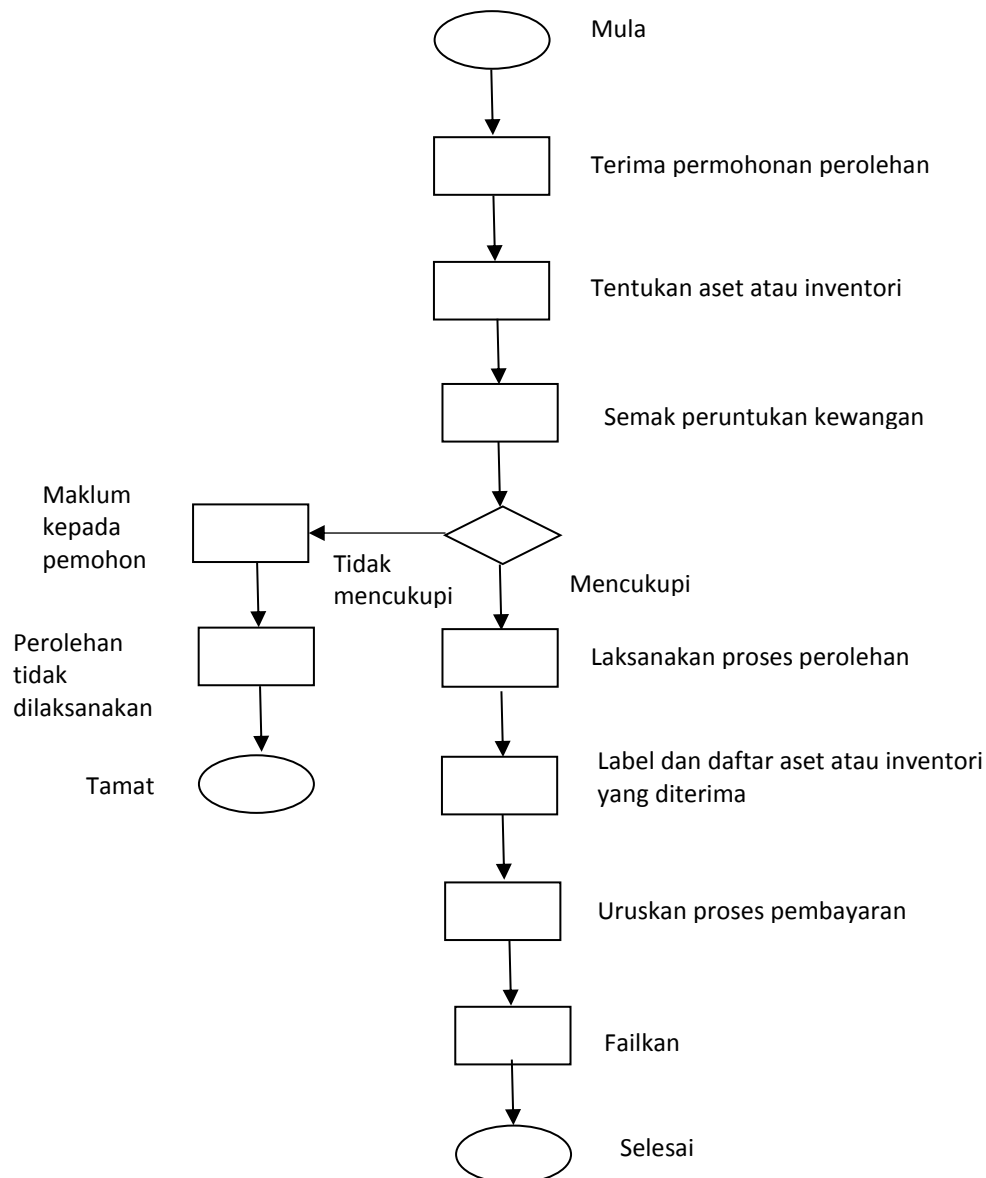 Mula
Terima permohonan perolehan
Tentukan aset atau inventori
Semak peruntukan kewangan
Maklum
kepada
pemohon
Tidak
mencukupi
Mencukupi
Perolehan
tidak
dilaksanakan
Laksanakan proses perolehan
Tamat
Label dan daftar aset atau inventori
yang diterima
Uruskan proses pembayaran
Failkan
Selesai